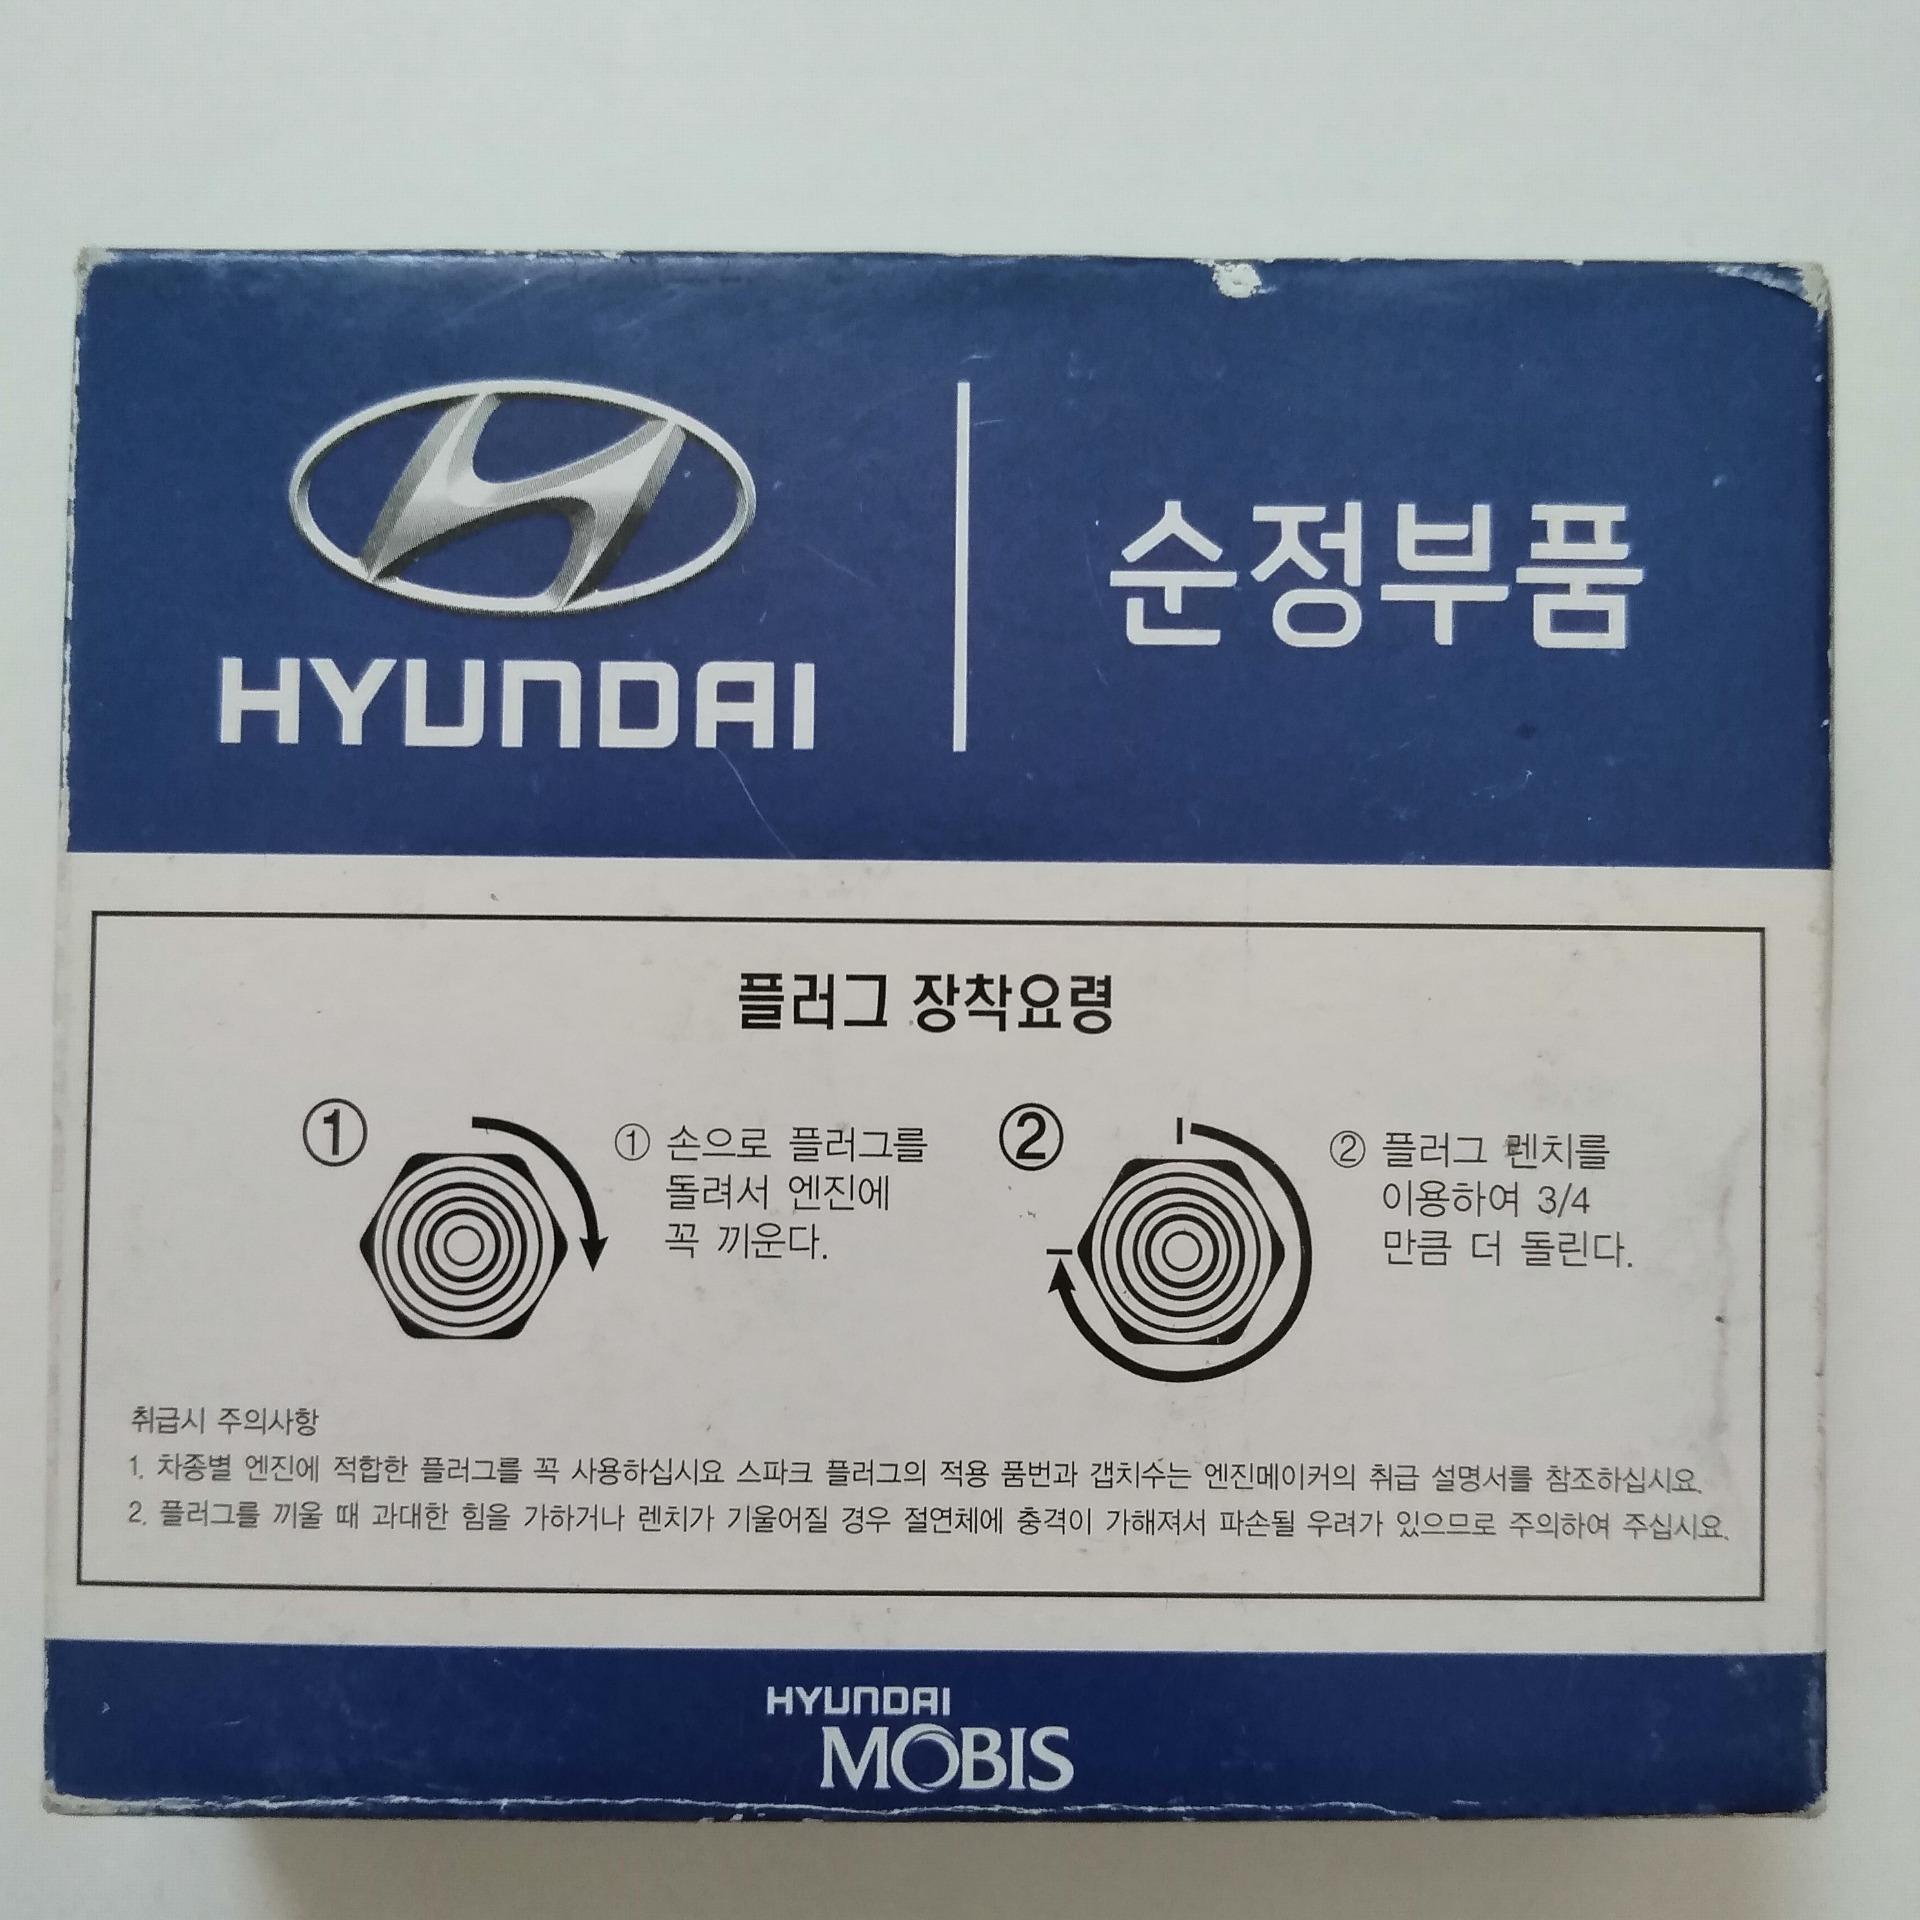 HYUNDAI
순정부품
플러그 장착요령
①
① 손으로 플러그를
돌려서 엔진에
꼭 끼운다.
②
② 플러그 렌치를
이용하여 3/4
만큼 더 돌린다.
취급시 주의사항
1. 차종별 엔진에 적합한 플러그를 꼭 사용하십시요 스파크 플러그의 적용 품번과 갭치수는 엔진메이커의 취급 설명서를 참조하십시요.
2. 플러그를 끼울 때 과대한 힘을 가하거나 렌치가 기울어질 경우 절연체에 충격이 가해져서 파손될 우려가 있으므로 주의하여 주십시요.
HYUNDAI
MOBIS